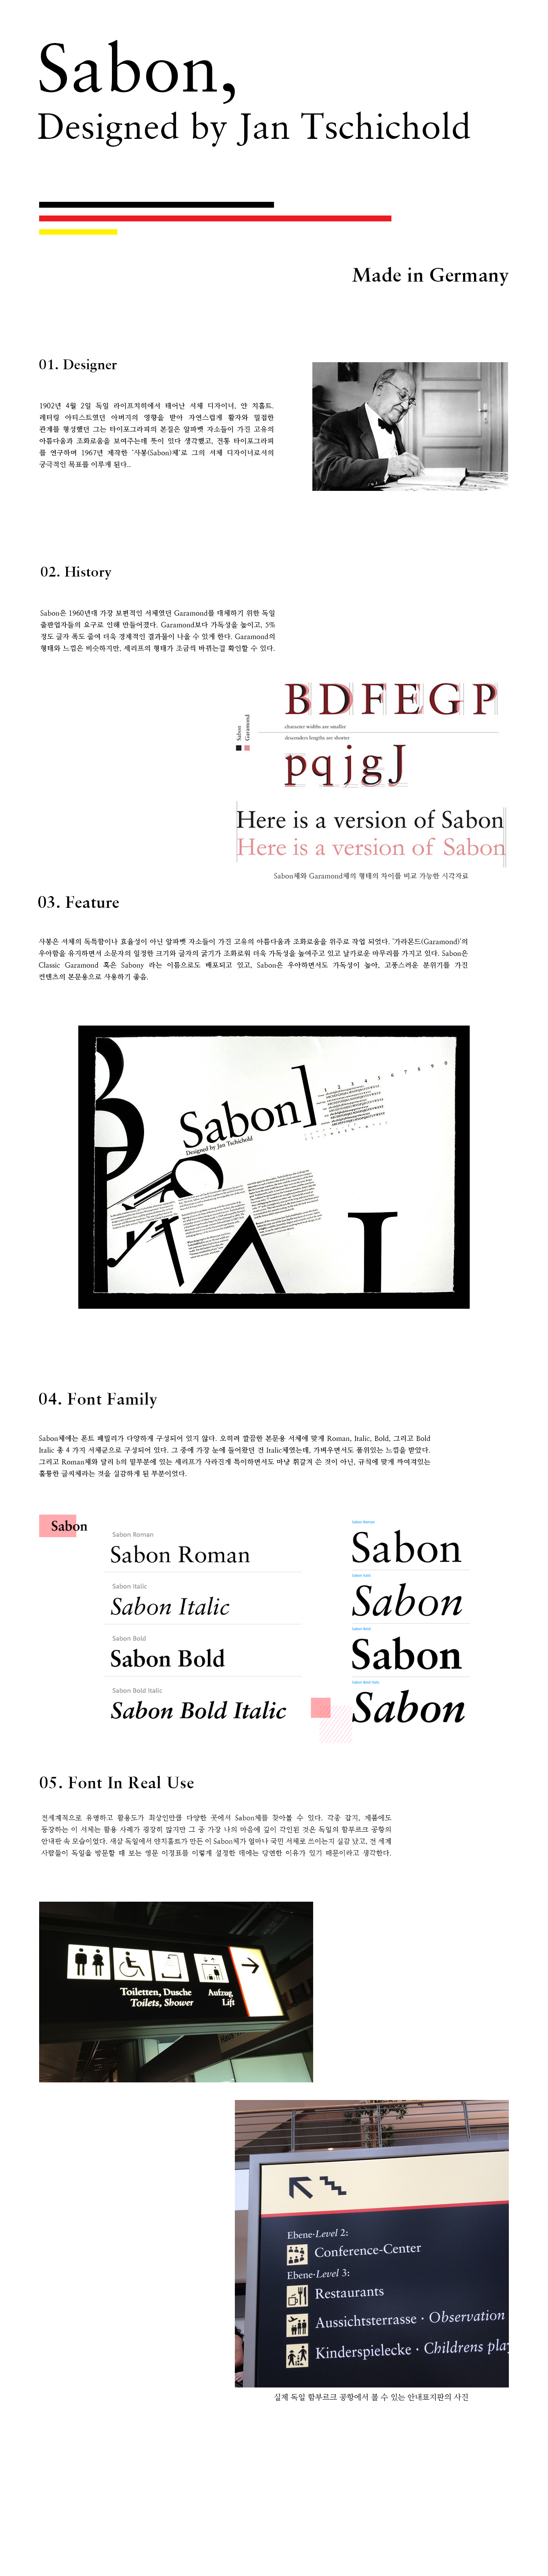 Sabon,
Designed by Jan Tschichold
Made in Germany
01. Designer
1902년 4월 2일 독일 라이프치히에서 태어난 서체 디자이너, 얀 치홀트.
레터링 아티스트였던 아버지의 영향을 받아 자연스럽게 활자와 밀접한
관계를 형성했던 그는 타이포그라피의 본질은 알파벳 자소들이 가진 고유의
아름다움과 조화로움을 보여주는데 뜻이 있다 생각했고, 전통 타이포그라피
를 연구하며 1967년 제작한 '사봉(Sabon)체'로 그의 서체 디자이너로서의
궁극적인 목표를 이루게 된다..
02. History
Sabon은 1960년대 가장 보편적인 서체였던 Garamond를 대체하기 위한 독일
출판업자들의 요구로 인해 만들어졌다. Garamond보다 가독성을 높이고, 5%
정도 글자 폭도 줄여 더욱 경제적인 결과물이 나올 수 있게 한다. Garamond의
형태와 느낌은 비슷하지만, 세리프의 형태가 조금씩 바뀌는걸 확인할 수 있다.
BDFEGP
Sabon
Garamond
character widths are smaller
descenders lengths are shorter
pqjgJ
Here is a version of Sabon
Here is a version of Sabon
Sabon체와 Garamond체의 형태의 차이를 비교 가능한 시각자료
03. Feature
사봉은 서체의 독특함이나 효율성이 아닌 알파벳 자소들이 가진 고유의 아름다움과 조화로움을 위주로 작업 되었다. '가라몬드(Garamond)'의
우아함을 유지하면서 소문자의 일정한 크기와 글자의 굵기가 조화로워 더욱 가독성을 높여주고 있고 날카로운 마무리를 가지고 있다. Sabon은
Classic Garamond 혹은 Sabony 라는 이름으로도 배포되고 있고, Sabon은 우아하면서도 가독성이 높아, 고풍스러운 분위기를 가진
컨텐츠의 본문용으로 사용하기 좋음.
1 2 3 4 5 6 7 8 9 0
Sabon]
Designed by Jan Tschichold
04. Font Family
Sabon체에는 폰트 패밀리가 다양하게 구성되어 있지 않다. 오히려 깔끔한 본문용 서체에 맞게 Roman, Italic, Bold, 그리고 Bold
Italic 총 4 가지 서체군으로 구성되어 있다. 그 중에 가장 눈에 들어왔던 건 Italic체였는데, 가벼우면서도 품위있는 느낌을 받았다.
그리고 Roman체와 달리 b의 밑부분에 있는 세리프가 사라진게 특이하면서도 마냥 휘갈겨 쓴 것이 아닌, 규칙에 맞게 짜여져있는
훌륭한 글씨체라는 것을 실감하게 된 부분이었다.
Sabon
Sabon Roman
Sabon Roman
Sabon Italic
Sabon Italic
Sabon Bold
Sabon Bold
Sabon Bold Italic
Sabon Bold Italic
Sabon Roman
Sabon
Sabon Italic
Sabon
Sabon Bold
Sabon
Sabon Bold Italic
Sabon
05. Font In Real Use
전세계적으로 유명하고 활용도가 최상인만큼 다양한 곳에서 Sabon체를 찾아볼 수 있다. 각종 잡지, 제품에도
등장하는 이 서체는 활용 사례가 굉장히 많지만 그 중 가장 나의 마음에 깊이 각인된 것은 독일의 함부르크 공항의
안내판 속 모습이었다. 새삼 독일에서 얀치홀트가 만든 이 Sabon체가 얼마나 국민 서체로 쓰이는지 실감 났고, 전 세계
사람들이 독일을 방문할 때 보는 영문 이정표를 이렇게 설정한 데에는 당연한 이유가 있기 때문이라고 생각한다.
Toiletten, Dusche
Toilets, Shower
Aufzug
Lift
Ebene·Level 2:
Conference-Center
Ebene·Level 3:
Restaurants
Aussichtsterrasse · Observation
Kinderspielecke · Childrens play
실제 독일 함부르크 공항에서 볼 수 있는 안내표지판의 사진